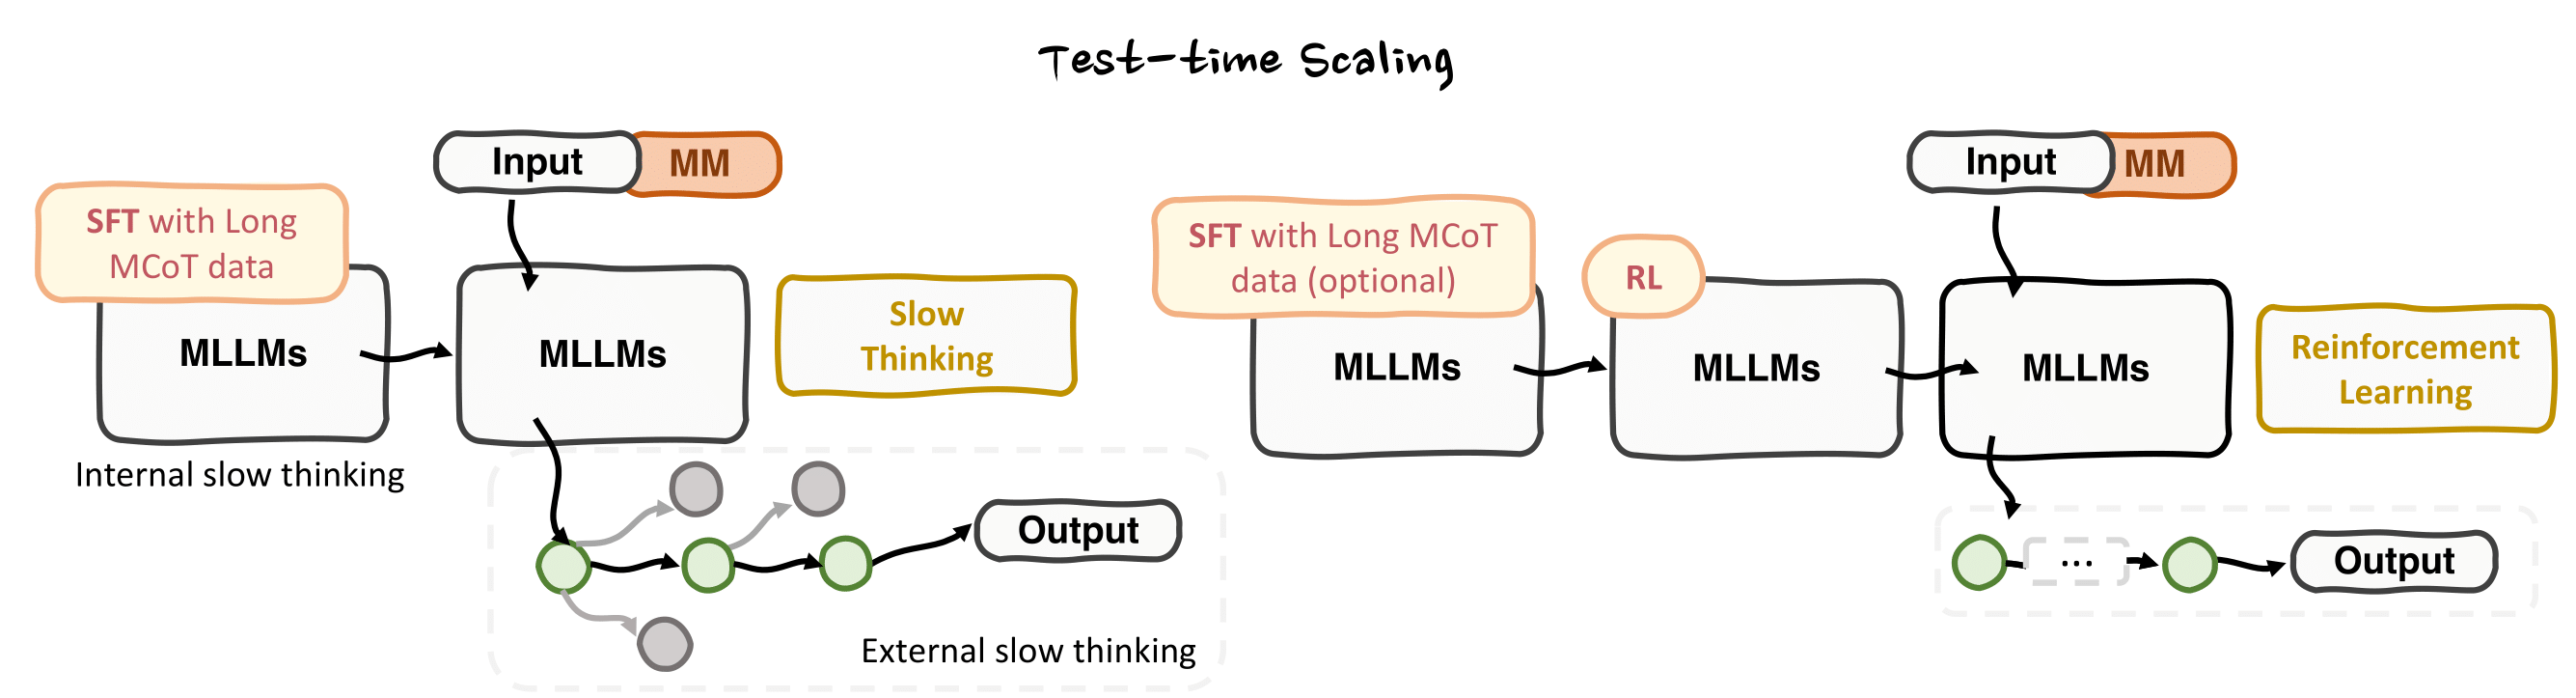 Test-time Scaling
Input
MM
SFT with Long
MCoT data
MLLMs
MLLMs
Slow
Thinking
Internal slow thinking
Output
External slow thinking
Input
MM
SFT with Long MCoT
data (optional)
RL
MLLMs
MLLMs
MLLMs
Reinforcement
Learning
...
Output